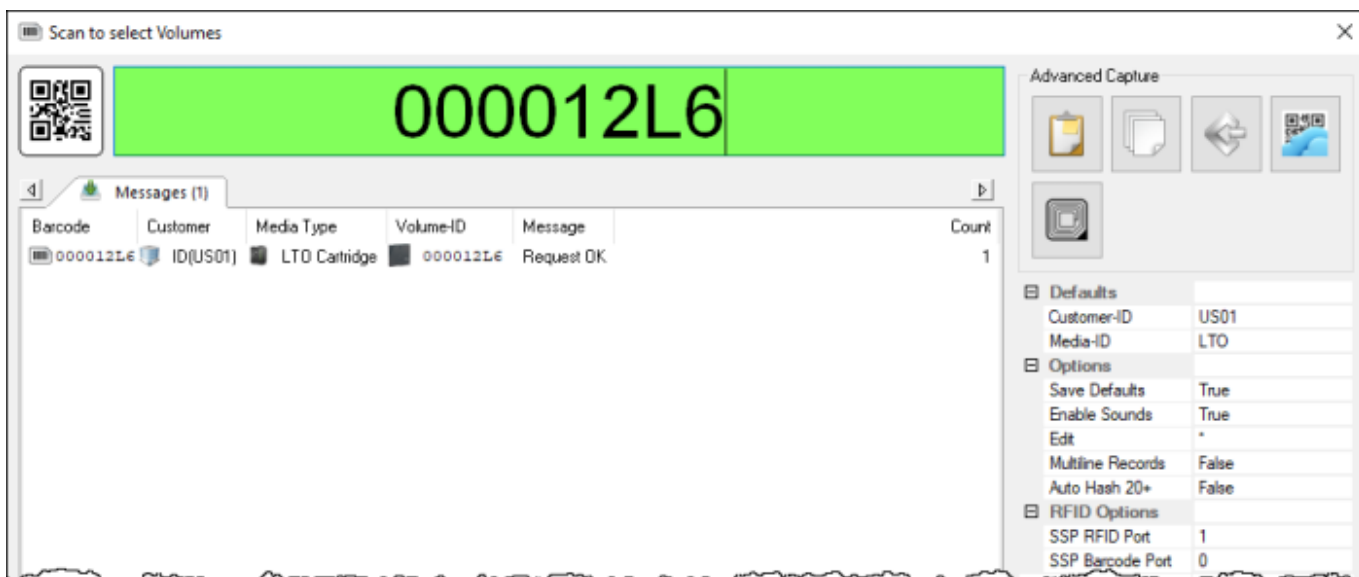 Scan to select Volumes
000012L6
Advanced Capture
Messages (1)
Barcode Customer Media Type Volume-ID Message Count
000012L6 ID(US01) LTO Cartridge 000012L6 Request OK 1
Defaults
Customer-ID US01
Media-ID LTO
Options
Save Defaults True
Enable Sounds True
Edit *
Multiline Records False
Auto Hash 20+ False
RFID Options
SSP RFID Port 1
SSP Barcode Port 0